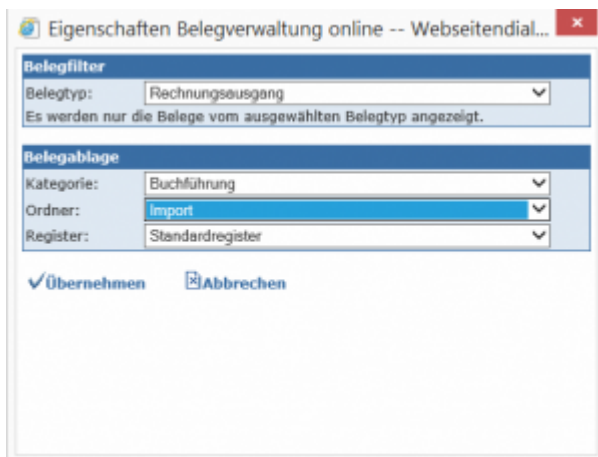 Eigenschaften Belegverwaltung online -- Webseitendial...
Belegfilter
Belegtyp: Rechnungsausgang
Es werden nur die Belege vom ausgewählten Belegtyp angezeigt.
Belegablage
Kategorie: Buchführung
Ordner: Import
Register: Standardregister
Übernehmen Abbrechen